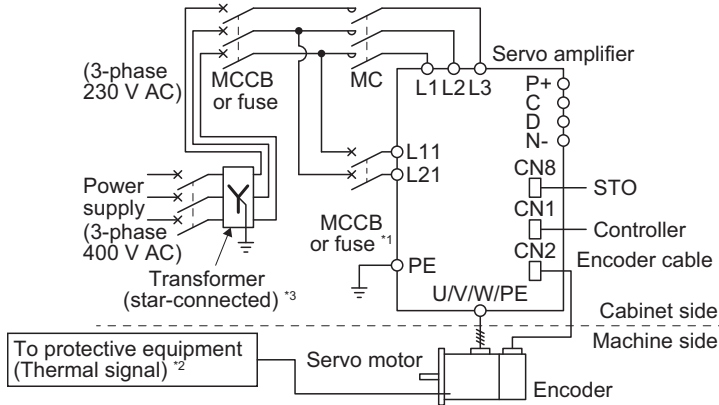 Servo amplifier
(3-phase
230 V AC)
MCCB
or fuse
MC
L1 L2 L3
P+
C
D
N-
L11
L21
CN8
STO
CN1
Controller
CN2
Encoder cable
Power
supply
(3-phase
400 V AC)
MCCB
or fuse *1
PE
Transformer
(star-connected) *3
U/V/W/PE
Cabinet side
Machine side
To protective equipment
(Thermal signal) *2
Servo motor
Encoder